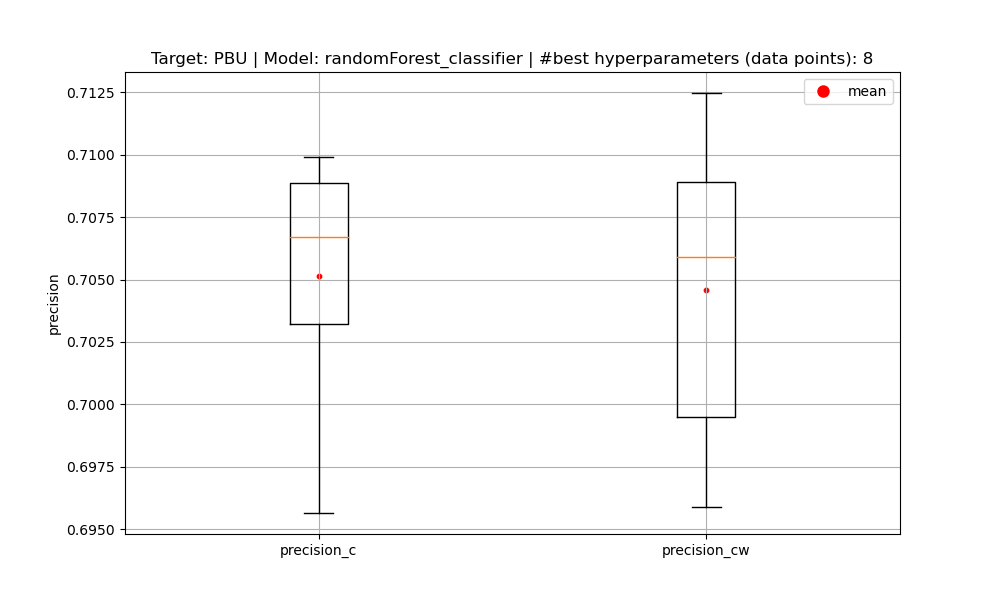 Target: PBU | Model: randomForest_classifier | #best hyperparameters (data points): 8
mean
0.7125
0.7100
0.7075
0.7050
0.7025
0.7000
0.6975
0.6950
precision
precision_c
precision_cw